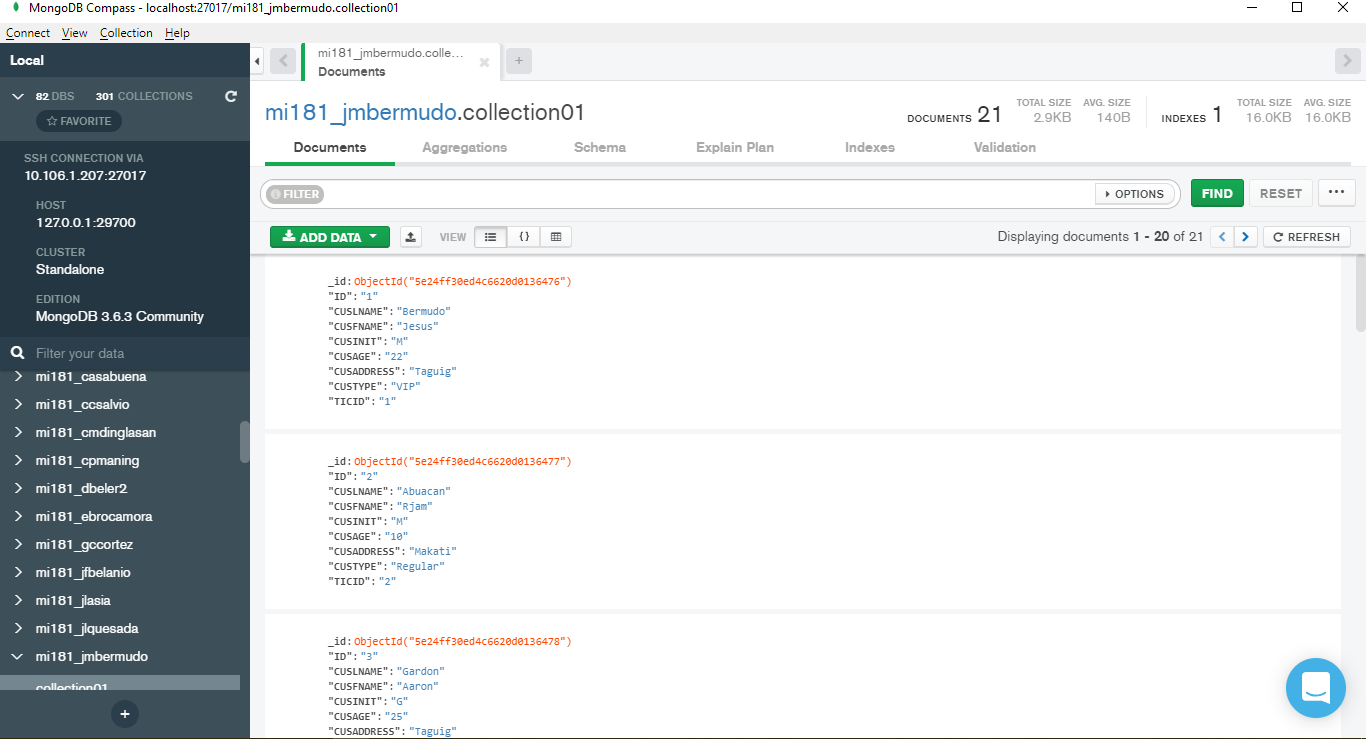 MongoDB Compass - localhost:27017/mi181_jmbermudo.collection01
Connect View Collection Help
Local
82 DBS 301 COLLECTIONS
FAVORITE
SSH CONNECTION VIA
10.106.1.207:27017
HOST
127.0.0.1:29700
CLUSTER
Standalone
EDITION
MongoDB 3.6.3 Community
Filter your data
mi181_casabuena
mi181_ccsalvio
mi181_cmdinglasan
mi181_cpmaning
mi181_dbeler2
mi181_ebrocamora
mi181_gccortez
mi181_jfbelanio
mi181_jlasia
mi181_jlquesada
mi181_jmbermudo
collection01
mi181_jmbermudo.colle...
Documents
mi181_jmbermudo.collection01
DOCUMENTS 21
TOTAL SIZE 2.9KB
AVG. SIZE 140B
INDEXES 1
TOTAL SIZE 16.0KB
AVG. SIZE 16.0KB
Documents Aggregations Schema Explain Plan Indexes Validation
FILTER OPTIONS FIND RESET ...
ADD DATA VIEW {} Displaying documents 1 - 20 of 21 < > REFRESH
_id: ObjectId("5e24ff30ed4c6620d0136476")
"ID": "1"
"CUSLNAME": "Bermudo"
"CUSFNAME": "Jesus"
"CUSINIT": "M"
"CUSAGE": "22"
"CUSADDRESS": "Taguig"
"CUSTYPE": "VIP"
"TICID": "1"
_id: ObjectId("5e24ff30ed4c6620d0136477")
"ID": "2"
"CUSLNAME": "Abuacan"
"CUSFNAME": "Rjam"
"CUSINIT": "M"
"CUSAGE": "10"
"CUSADDRESS": "Makati"
"CUSTYPE": "Regular"
"TICID": "2"
_id: ObjectId("5e24ff30ed4c6620d0136478")
"ID": "3"
"CUSLNAME": "Gardon"
"CUSFNAME": "Aaron"
"CUSINIT": "G"
"CUSAGE": "25"
"CUSADDRESS": "Taguig"